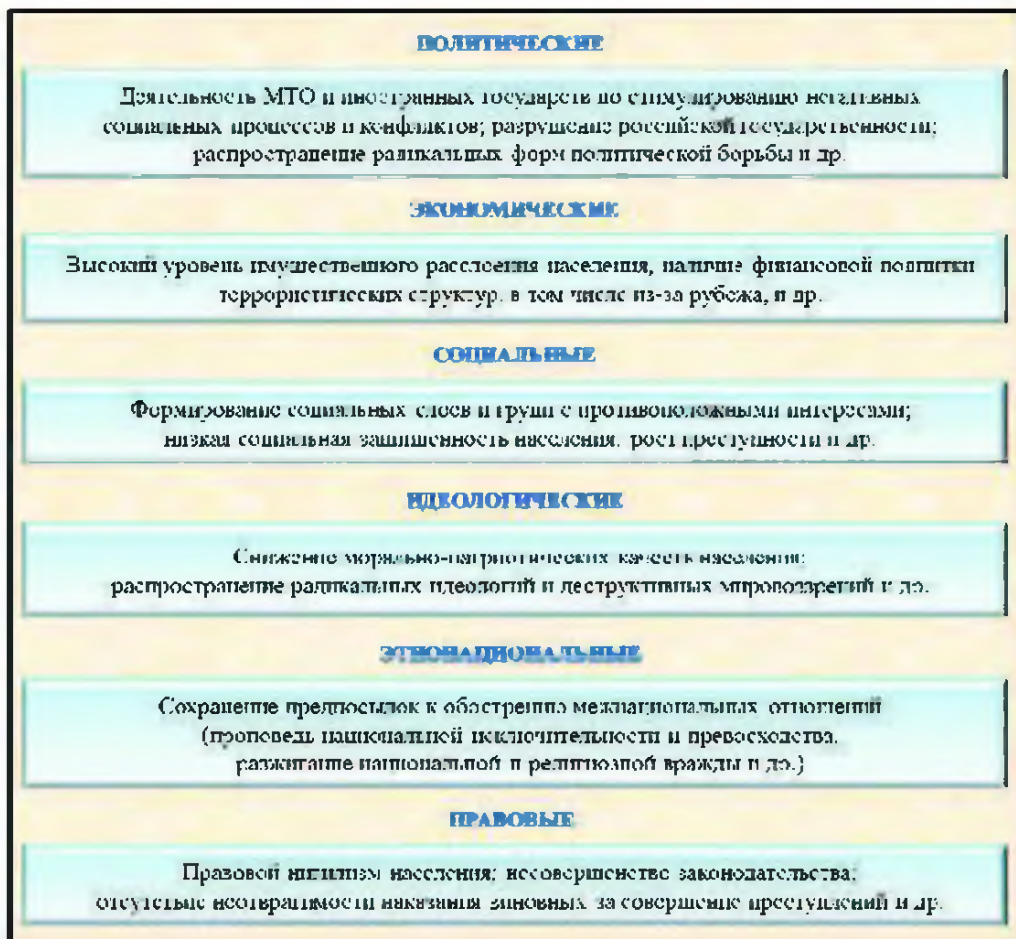 ПОЛИТИЧЕСКИЕ
Деятельность МТО и иностранных государств по стимулированию негативных
социальных процессов и конфликтов; разрушение российской государственности;
распространение радикальных форм политической борьбы и др.
ЭКОНОМИЧЕСКИЕ
Высокий уровень имущественного расслоения населения, наличие финансовой подпитки
террористических структур, в том числе из-за рубежа, и др.
СОЦИАЛЬНЫЕ
Формирование социальных слоев и групп с противоположными интересами;
низкая социальная защищенность населения; рост преступности и др.
ИДЕОЛОГИЧЕСКИЕ
Снижение морально-патриотических качеств населения;
распространение радикальных идеологий и деструктивных мировоззрений и др.
ЭТНОНАЦИОНАЛЬНЫЕ
Сохранение предпосылок к обострению межнациональных отношений
(проповедь национальной исключительности и превосходства,
разжигание национальной и религиозной вражды и др.)
ПРАВОВЫЕ
Правовой нигилизм населения; несовершенство законодательства;
отсутствие неотвратимости наказания виновных за совершение преступлений и др.